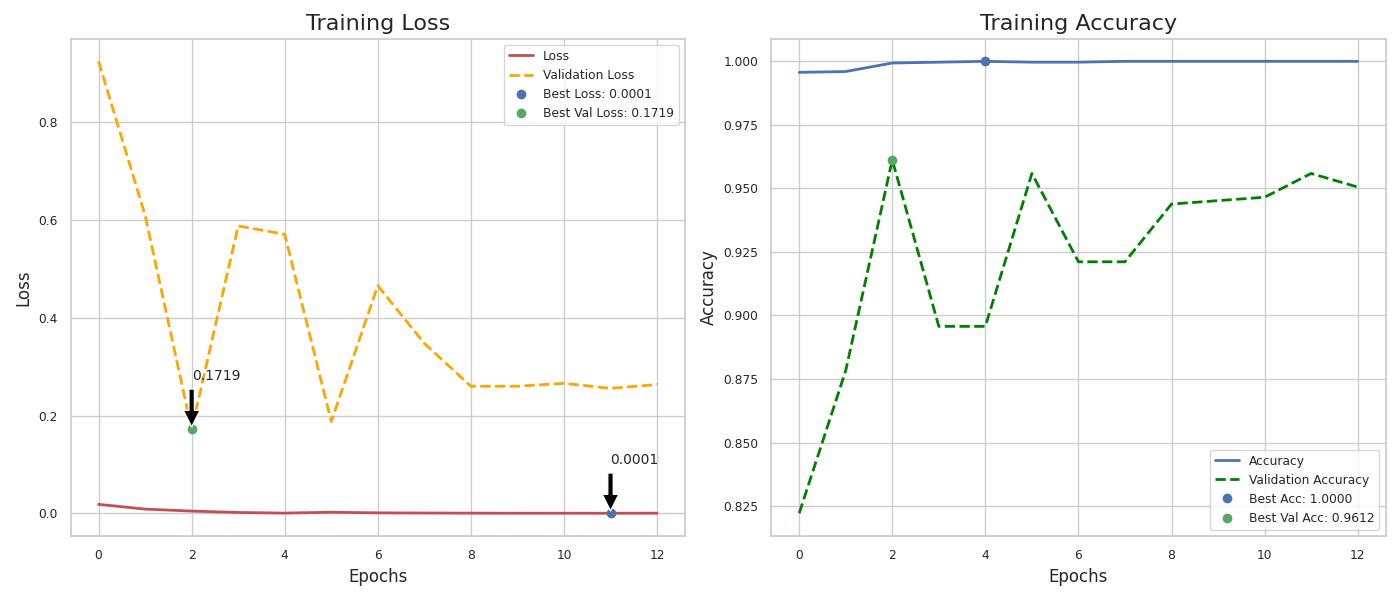 Training Loss
Loss
Validation Loss
Best Loss: 0.0001
Best Val Loss: 0.1719
0.8
0.6
0.4
0.2
0.0
Loss
0.1719
0.0001
0 2 4 6 8 10 12
Epochs
Training Accuracy
1.000
0.975
0.950
0.925
0.900
0.875
0.850
0.825
Accuracy
Accuracy
Validation Accuracy
Best Acc: 1.0000
Best Val Acc: 0.9612
0 2 4 6 8 10 12
Epochs